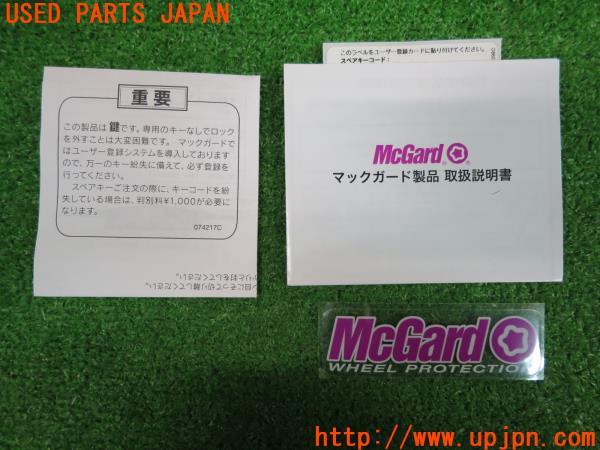 USED PARTS JAPAN
このラベルをユーザー登録カードに貼り付けてください。
スペアキーコード：
重要
この製品は鍵です。専用のキーなしでロック
を外すことは大変困難です。マックガードで
はユーザー登録システムを導入しております
ので、万一のキー紛失に備えて、必ず登録を
行ってください。
スペアキーご注文の際に、キーコードを紛
失している場合は、判別料¥1,000が必要に
なります。
074217C
McGard
マックガード製品 取扱説明書
McGard
WHEEL PROTECTION
http://www.upjpn.com/